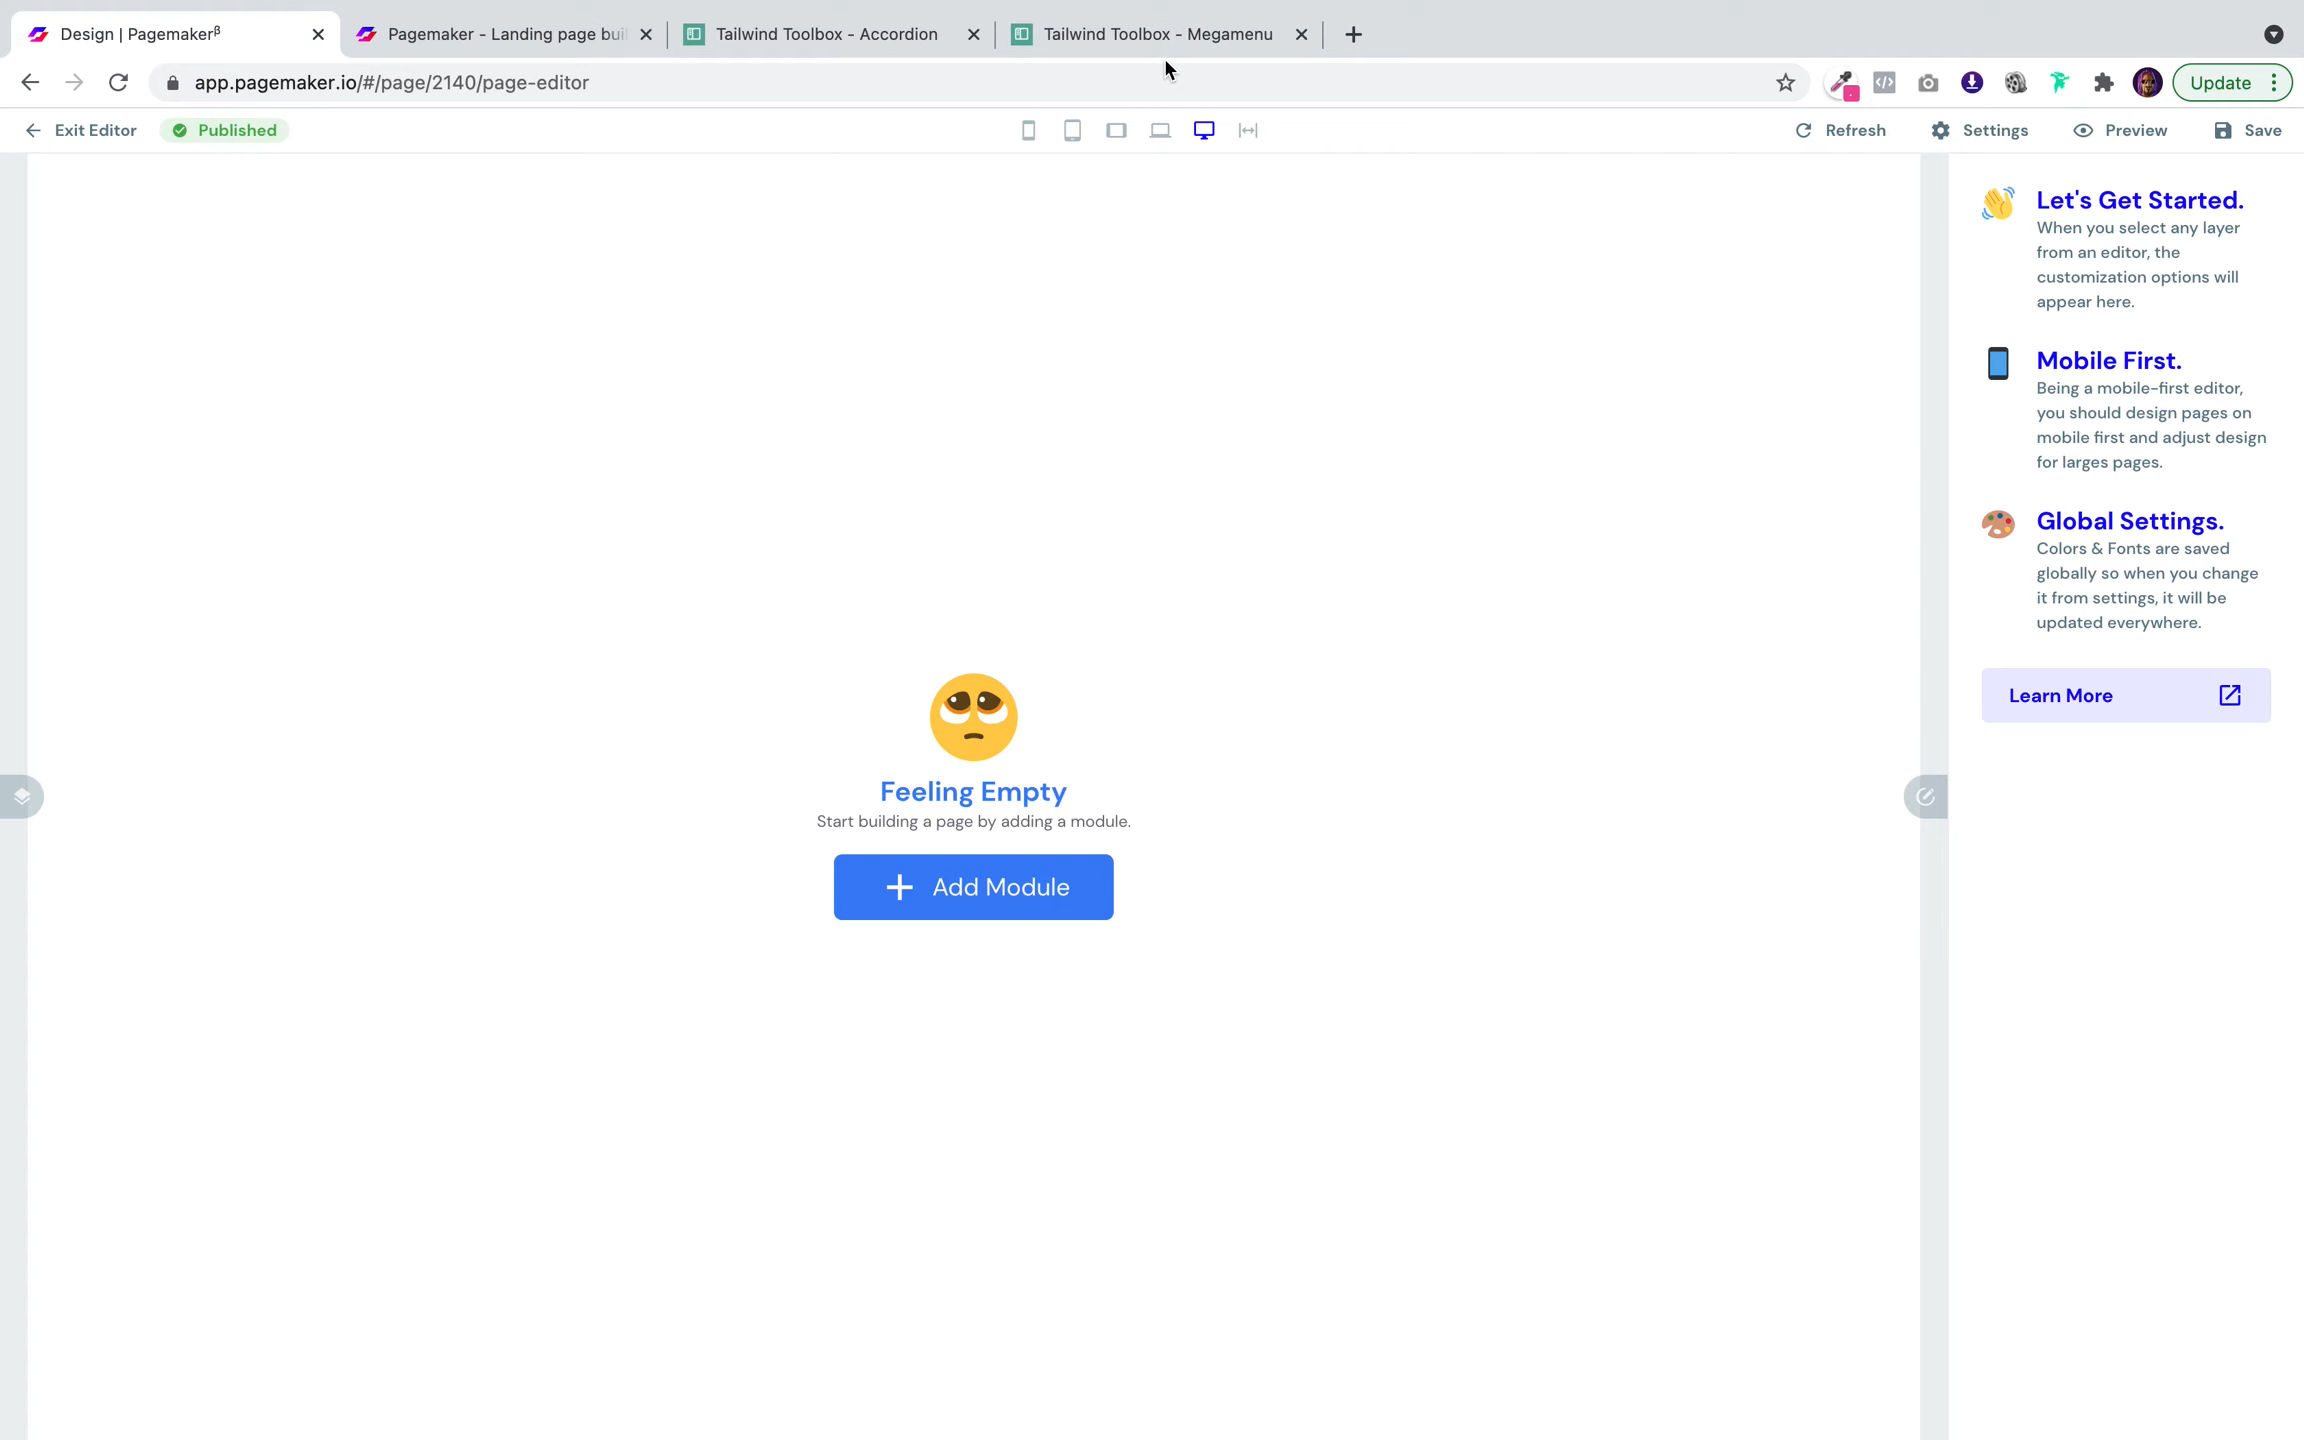 Design | Pagemakerᵝ
Pagemaker - Landing page buil
Tailwind Toolbox - Accordion
Tailwind Toolbox - Megamenu
app.pagemaker.io/#/page/2140/page-editor
Update
Exit Editor
Published
Refresh
Settings
Preview
Save
Let's Get Started.
When you select any layer
from an editor, the
customization options will
appear here.
Mobile First.
Being a mobile-first editor,
you should design pages on
mobile first and adjust design
for larges pages.
Global Settings.
Colors & Fonts are saved
globally so when you change
it from settings, it will be
updated everywhere.
Learn More
Feeling Empty
Start building a page by adding a module.
Add Module